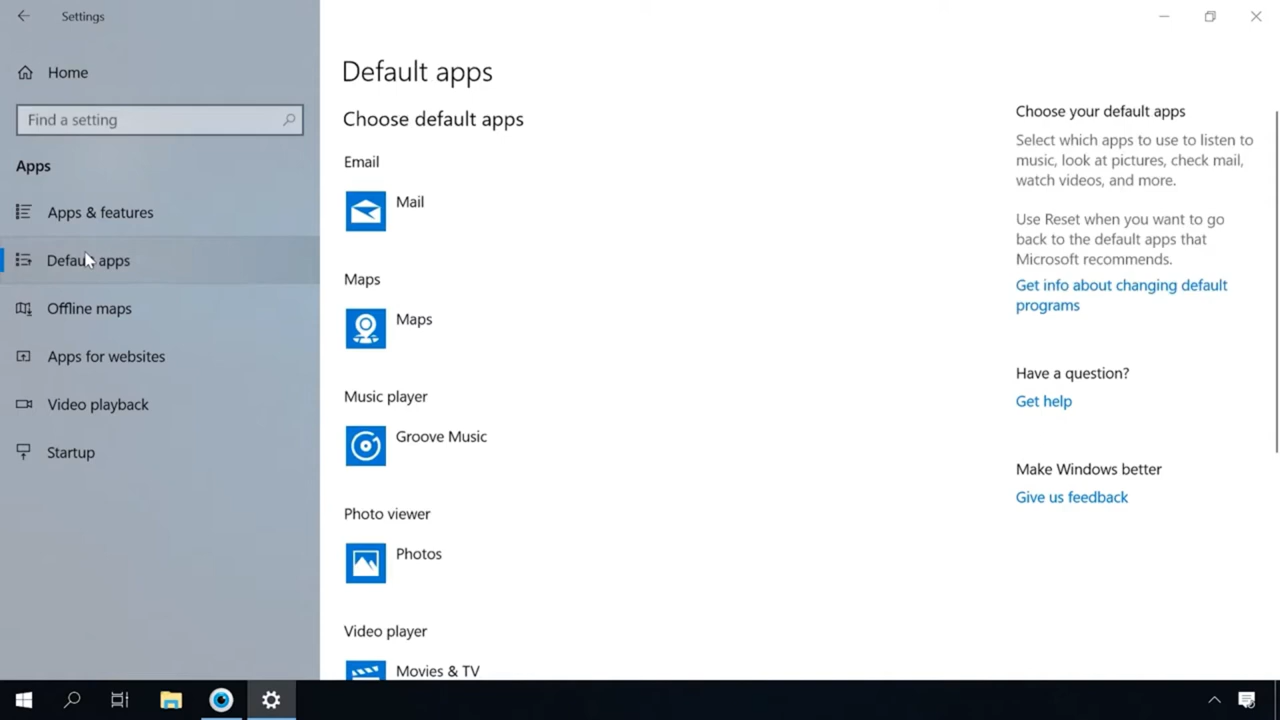 Settings
Home
Find a setting
Apps
Apps & features
Default apps
Offline maps
Apps for websites
Video playback
Startup
Default apps
Choose default apps
Email
Mail
Maps
Maps
Music player
Groove Music
Photo viewer
Photos
Video player
Movies & TV
Choose your default apps
Select which apps to use to listen to
music, look at pictures, check mail,
watch videos, and more.
Use Reset when you want to go
back to the default apps that
Microsoft recommends.
Get info about changing default
programs
Have a question?
Get help
Make Windows better
Give us feedback